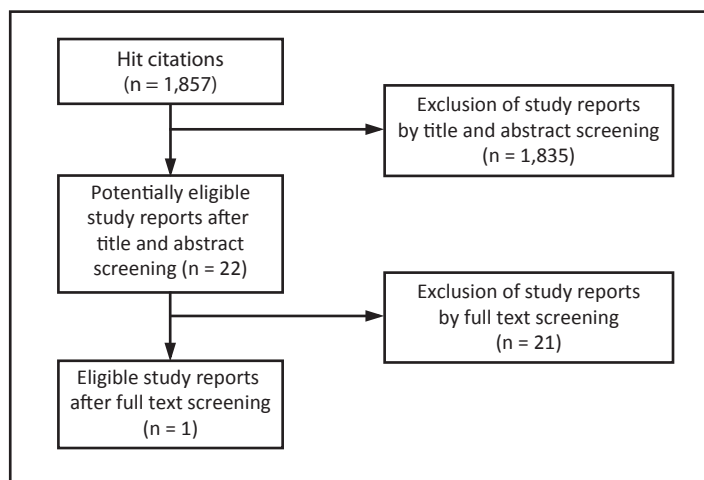 Hit citations
(n = 1,857)
Exclusion of study reports
by title and abstract screening
(n = 1,835)
Potentially eligible
study reports after
title and abstract
screening (n = 22)
Exclusion of study reports
by full text screening
(n = 21)
Eligible study reports
after full text screening
(n = 1)